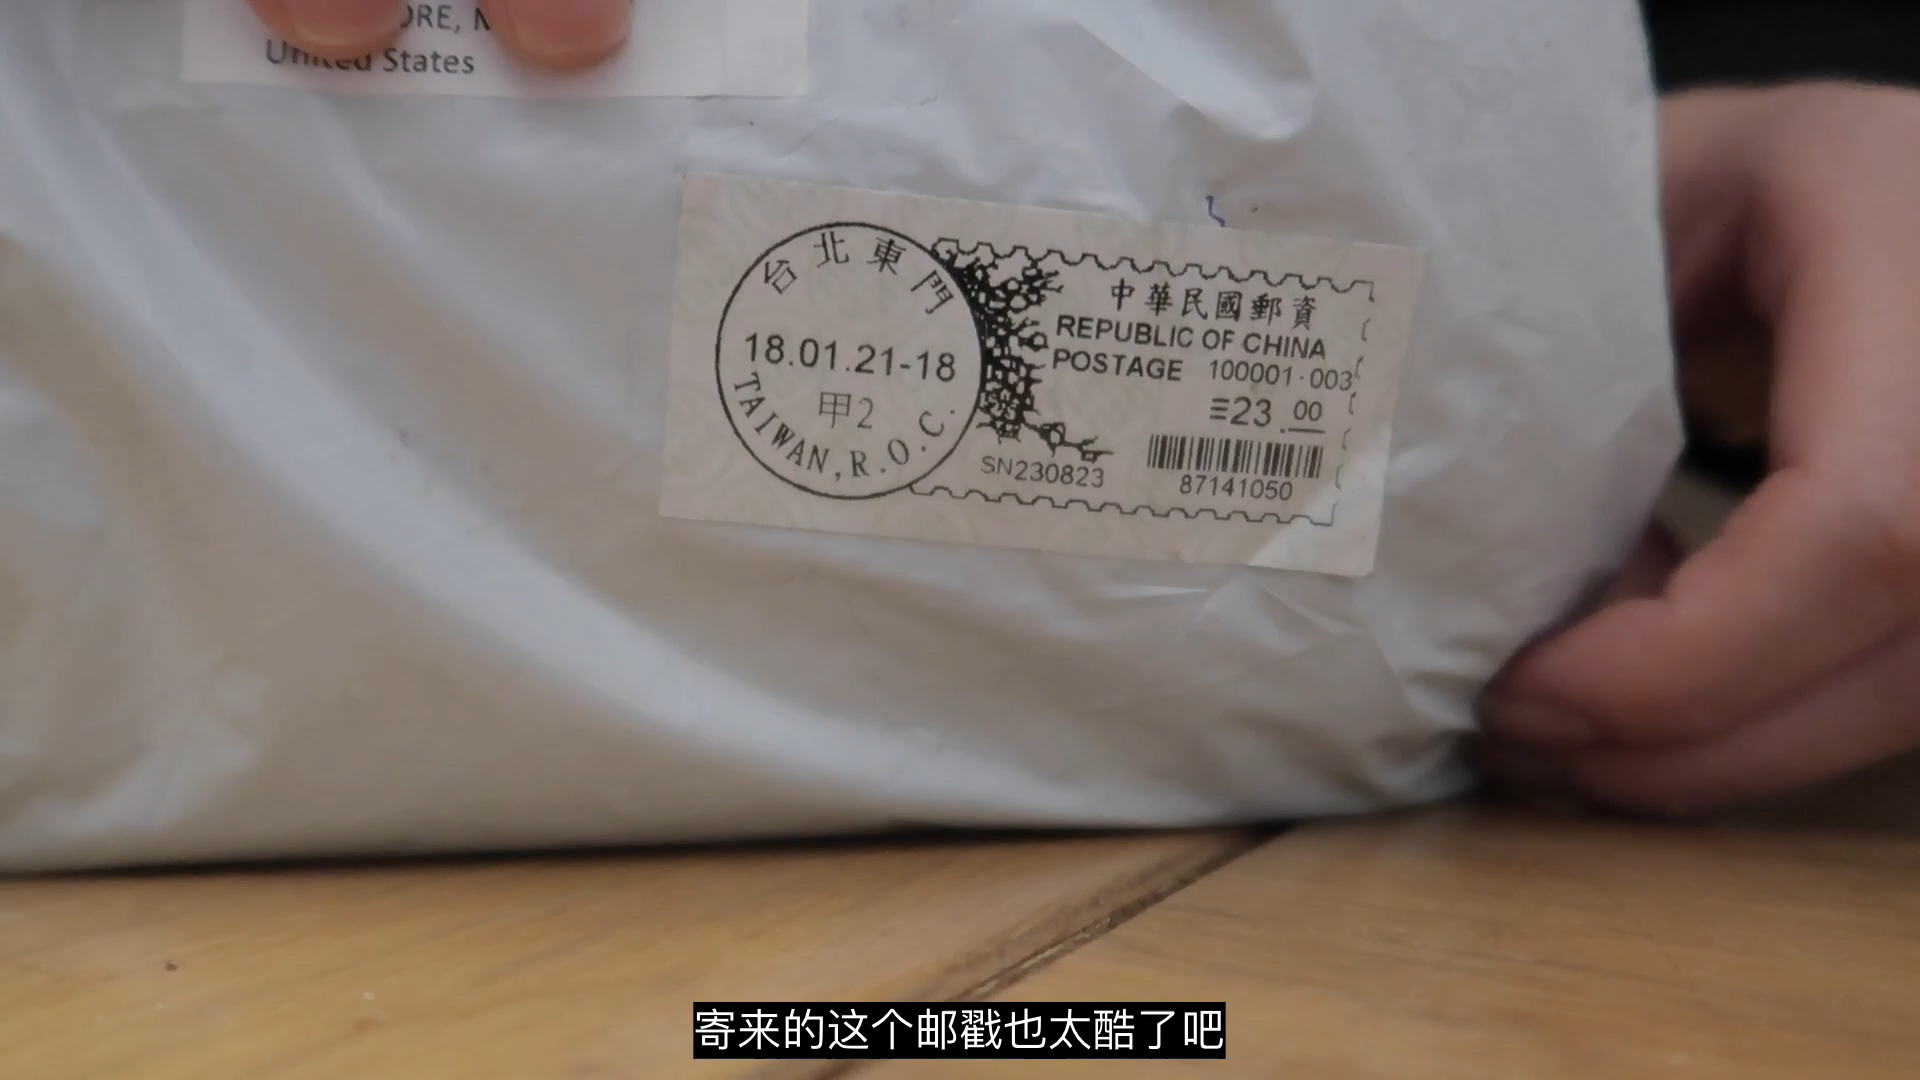 ORE,
United States
台北東門
18.01.21-18
甲2
TAIWAN, R.O.C.
中華民國郵資
REPUBLIC OF CHINA
POSTAGE 100001-003
23.00
SN230823
87141050
寄来的这个邮戳也太酷了吧